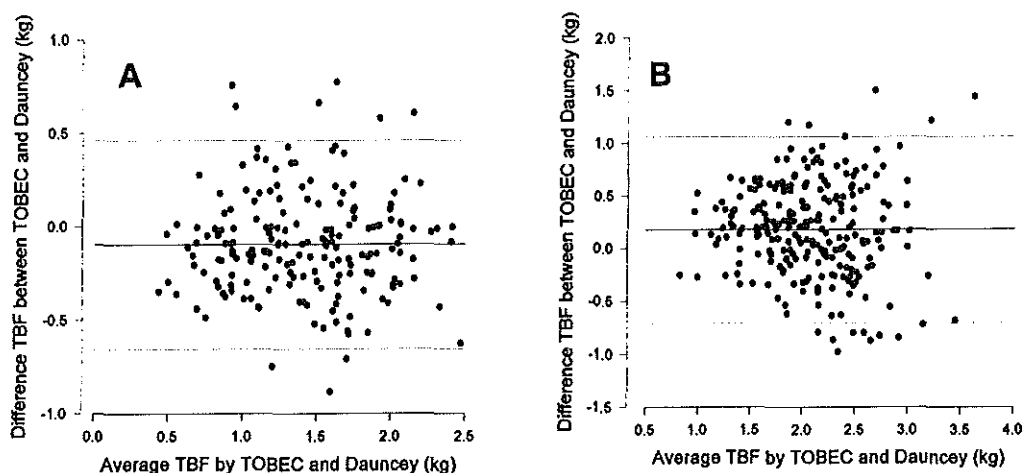 A
Difference TBF between TOBEC and Dauncey (kg)
1.0
0.5
0.0
-0.5
-1.0
0.0 0.5 1.0 1.5 2.0 2.5
Average TBF by TOBEC and Dauncey (kg)
B
Difference TBF between TOBEC and Dauncey (kg)
2.0
1.5
1.0
0.5
0.0
-0.5
-1.0
-1.5
0.5 1.0 1.5 2.0 2.5 3.0 3.5 4.0
Average TBF by TOBEC and Dauncey (kg)